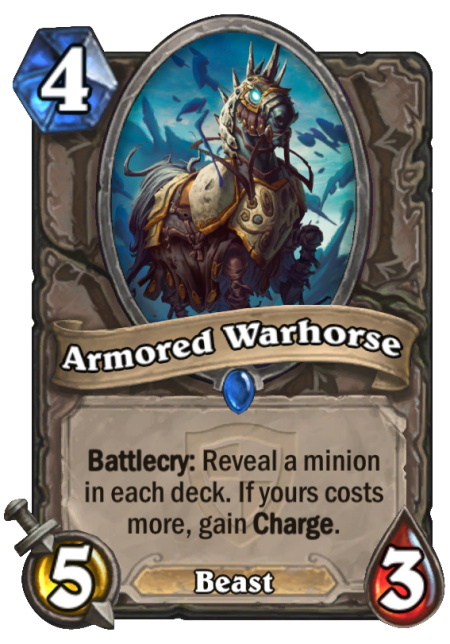 4
Armored Warhorse
Battlecry: Reveal a minion
in each deck. If yours costs
more, gain Charge.
5
Beast
3